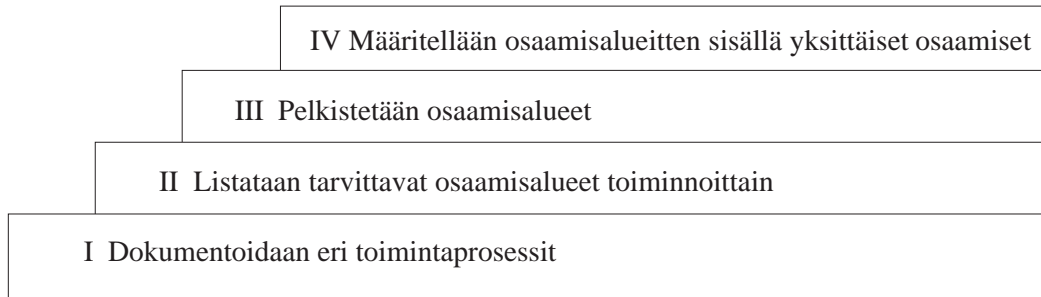 IV Määritellään osaamisalueitten sisällä yksittäiset osaamiset
III Pelkistetään osaamisalueet
II Listataan tarvittavat osaamisalueet toiminnoittain
I Dokumentoidaan eri toimintaprosessit